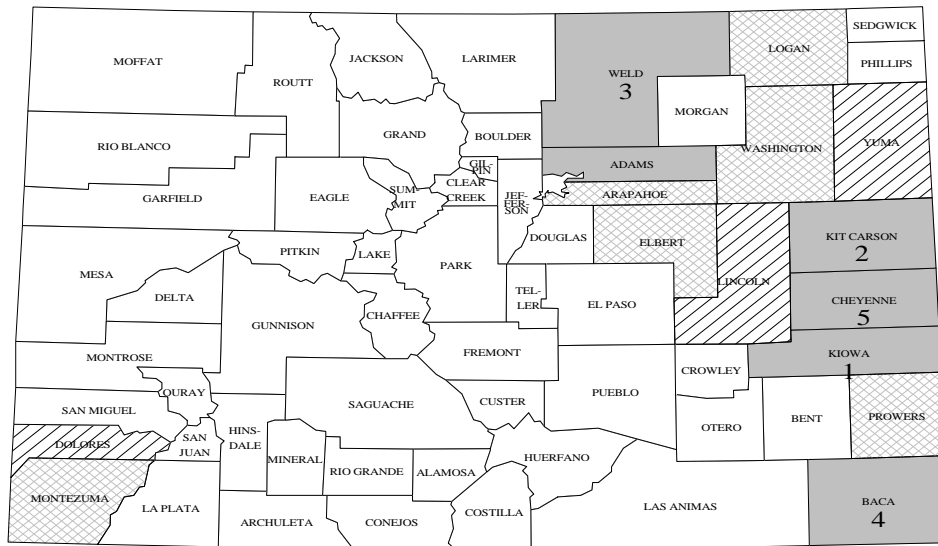 SEDGWICK
LOGAN
JACKSON
LARIMER
MOFFAT
PHILLIPS
WELD
3
ROUTT
MORGAN
GRAND
BOULDER
YUMA
RIO BLANCO
WASHINGTON
GIL-
PIN
ADAMS
CLEAR
CREEK
SUM-
MIT
JEF-
FER-
SON
ARAPAHOE
GARFIELD
EAGLE
KIT CARSON
2
DOUGLAS
ELBERT
PITKIN
LAKE
PARK
MESA
LINCOLN
DELTA
TEL-
LER
EL PASO
CHEYENNE
5
CHAFFEE
GUNNISON
FREMONT
MONTROSE
KIOWA
1
CROWLEY
OURAY
CUSTER
PUEBLO
SAGUACHE
SAN MIGUEL
BENT
PROWERS
OTERO
HINS-
DALE
SAN
JUAN
DOLORES
MINERAL
RIO GRANDE
ALAMOSA
HUERFANO
MONTEZUMA
LA PLATA
ARCHULETA
CONEJOS
COSTILLA
LAS ANIMAS
BACA
4